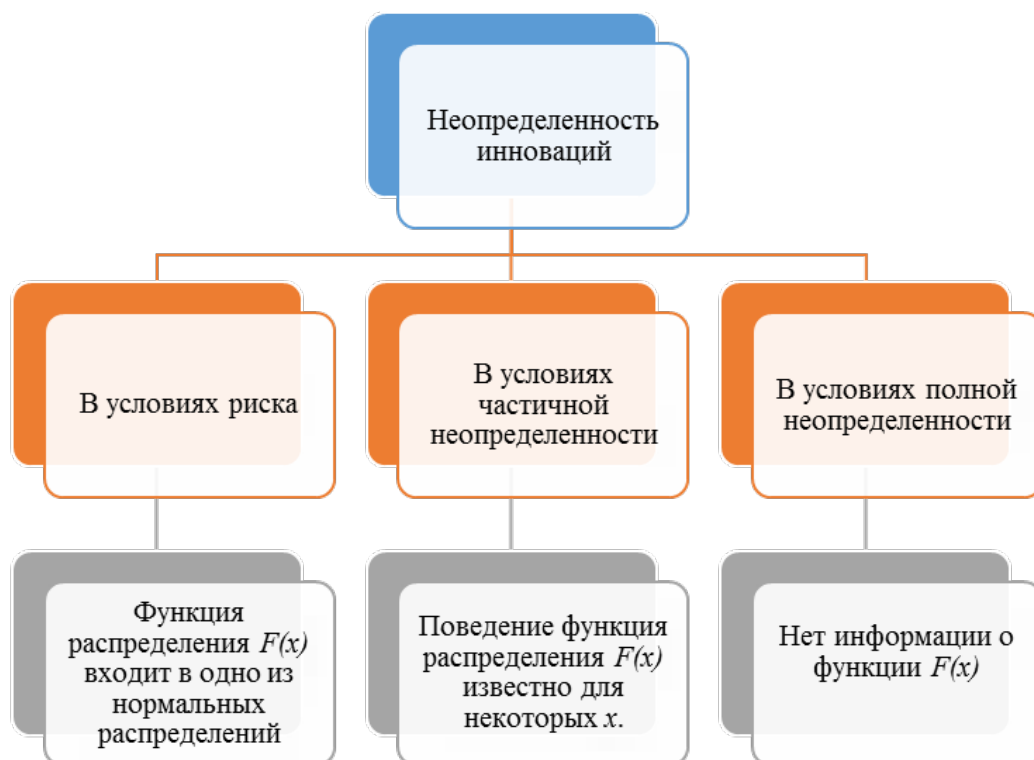 Неопределенность
инноваций
В условиях риска
В условиях
частичной
неопределенности
В условиях полной
неопределенности
Функция
распределения F(x)
входит в одно из
нормальных
распределений
Поведение функция
распределения F(x)
известно для
некоторых x.
Нет информации о
функции F(x)